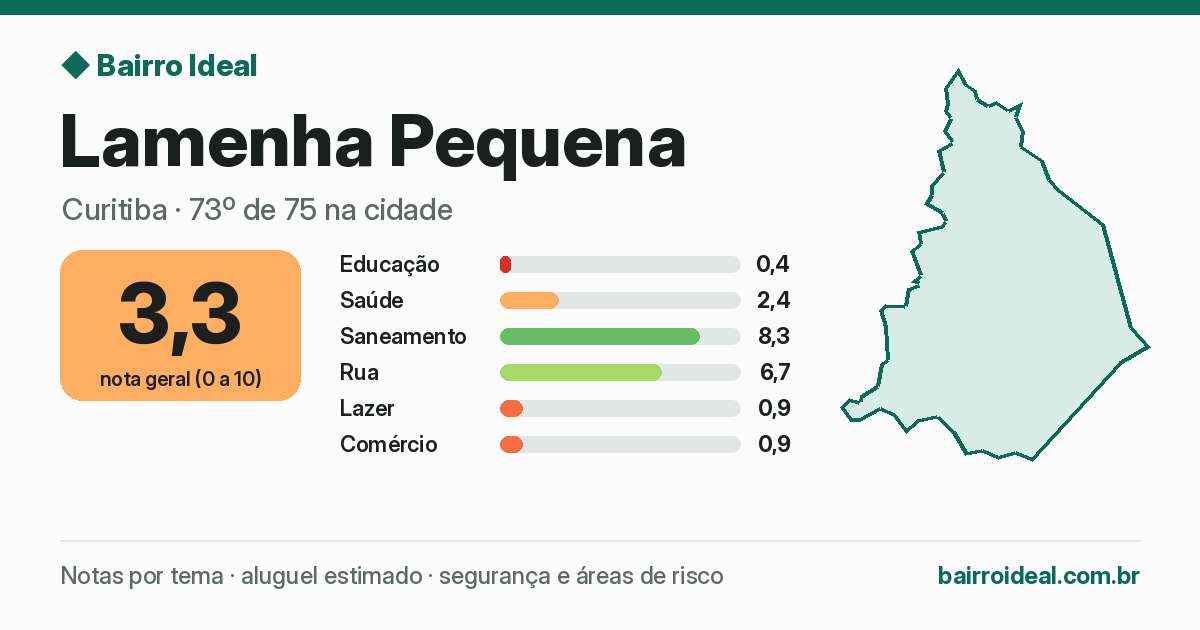 Bairro Ideal
Lamenha Pequena
Curitiba · 73º de 75 na cidade
3,3
nota geral (0 a 10)
Educação 0,4
Saúde 2,4
Saneamento 8,3
Rua 6,7
Lazer 0,9
Comércio 0,9
Notas por tema · aluguel estimado · segurança e áreas de risco
bairroideal.com.br